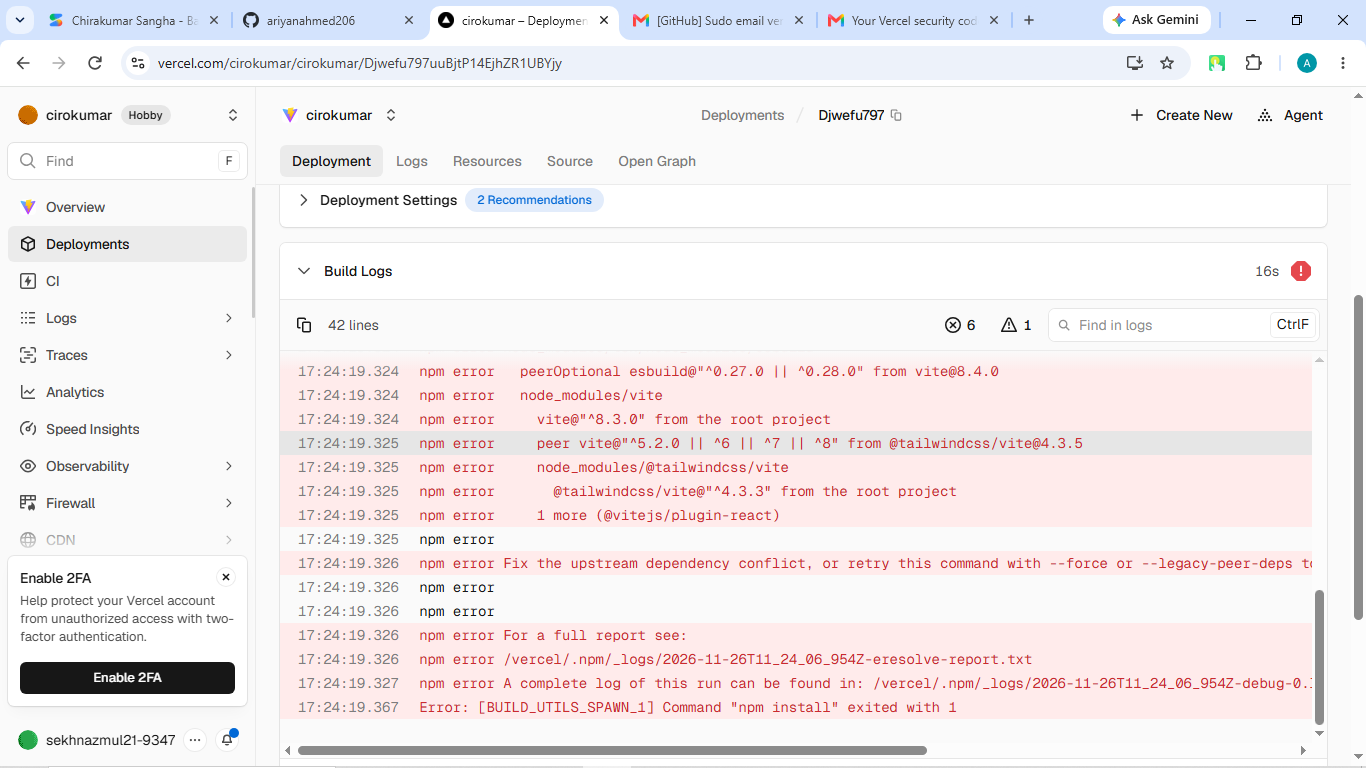 Chirakumar Sangha - Ba
ariyanahmed206
cirokumar – Deploymen
[GitHub] Sudo email ve
Your Vercel security cod
Ask Gemini
vercel.com/cirokumar/cirokumar/Djwefu797uuBjtP14EjhZR1UBYjy
A
cirokumar Hobby
cirokumar
Deployments / Djwefu797
Create New
Agent
Find F
Deployment Logs Resources Source Open Graph
Overview
Deployments
CI
Logs
Traces
Analytics
Speed Insights
Observability
Firewall
CDN
Enable 2FA
Help protect your Vercel account
from unauthorized access with two-
factor authentication.
Enable 2FA
sekhnazmul21-9347
Deployment Settings 2 Recommendations
Build Logs 16s
42 lines 6 1 Find in logs CtrlF
17:24:19.324 npm error peerOptional esbuild@"^0.27.0 || ^0.28.0" from vite@8.4.0
17:24:19.324 npm error node_modules/vite
17:24:19.324 npm error vite@"^8.3.0" from the root project
17:24:19.325 npm error peer vite@"^5.2.0 || ^6 || ^7 || ^8" from @tailwindcss/vite@4.3.5
17:24:19.325 npm error node_modules/@tailwindcss/vite
17:24:19.325 npm error @tailwindcss/vite@"^4.3.3" from the root project
17:24:19.325 npm error 1 more (@vitejs/plugin-react)
17:24:19.325 npm error
17:24:19.326 npm error Fix the upstream dependency conflict, or retry this command with --force or --legacy-peer-deps to
17:24:19.326 npm error
17:24:19.326 npm error
17:24:19.326 npm error For a full report see:
17:24:19.326 npm error /vercel/.npm/_logs/2026-11-26T11_24_06_954Z-eresolve-report.txt
17:24:19.327 npm error A complete log of this run can be found in: /vercel/.npm/_logs/2026-11-26T11_24_06_954Z-debug-0.
17:24:19.367 Error: [BUILD_UTILS_SPAWN_1] Command "npm install" exited with 1